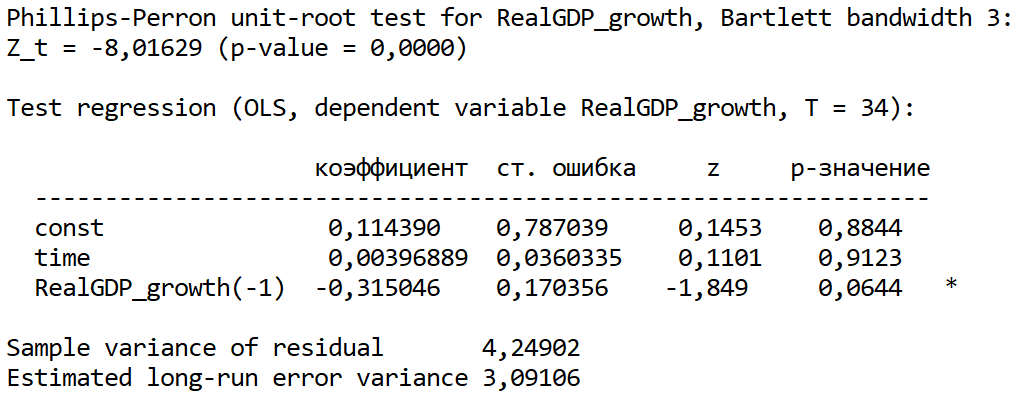 Phillips-Perron unit-root test for RealGDP_growth, Bartlett bandwidth 3:
Z_t = -8,01629 (p-value = 0,0000)
Test regression (OLS, dependent variable RealGDP_growth, T = 34):
коэффициент ст. ошибка z p-значение
---------------------------------------------------------------
const 0,114390 0,787039 0,1453 0,8844
time 0,00396889 0,0360335 0,1101 0,9123
RealGDP_growth(-1) -0,315046 0,170356 -1,849 0,0644 *
Sample variance of residual 4,24902
Estimated long-run error variance 3,09106